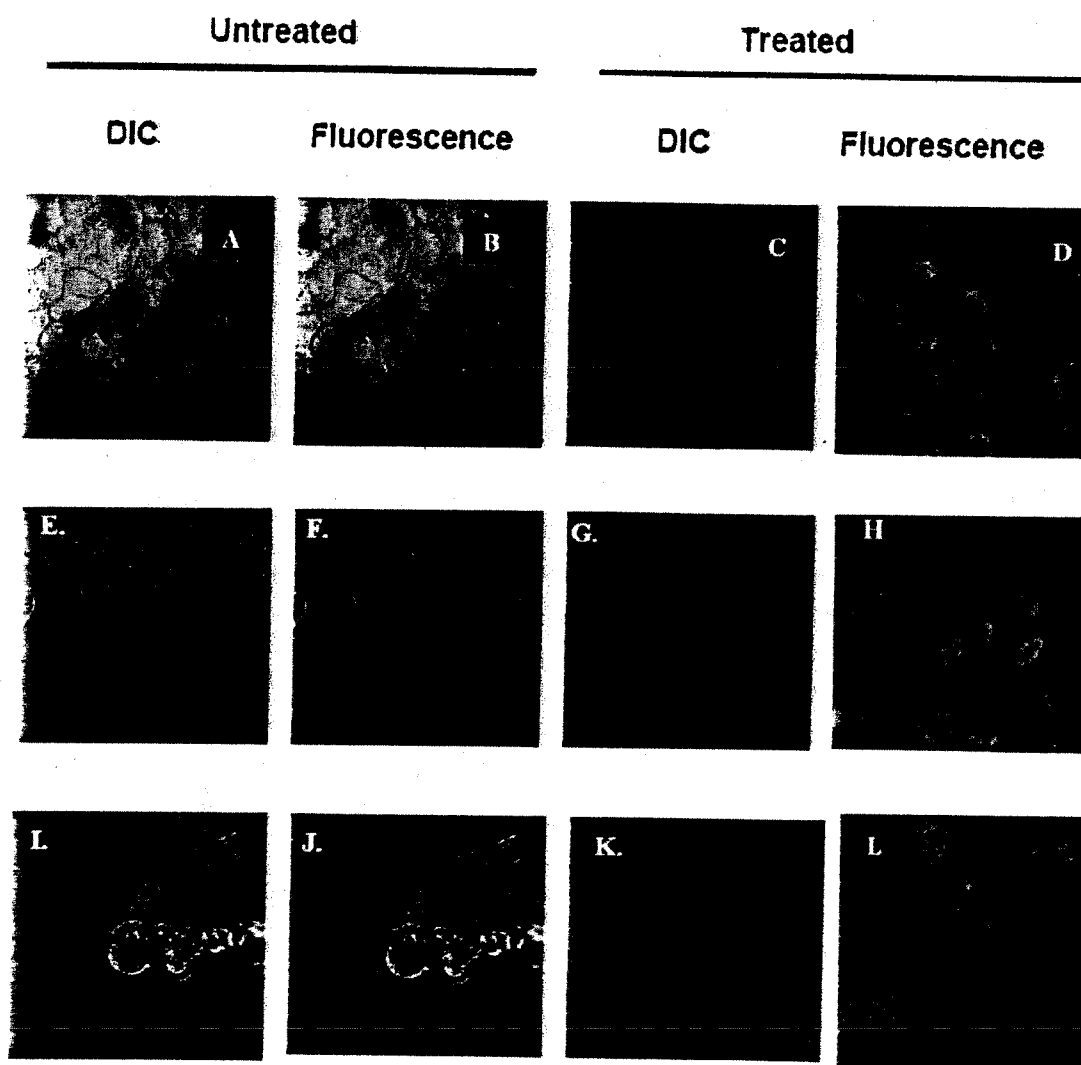 Untreated Treated
DIC Fluorescence DIC Fluorescence
A B C D
E. F. G. H
I. J. K. L